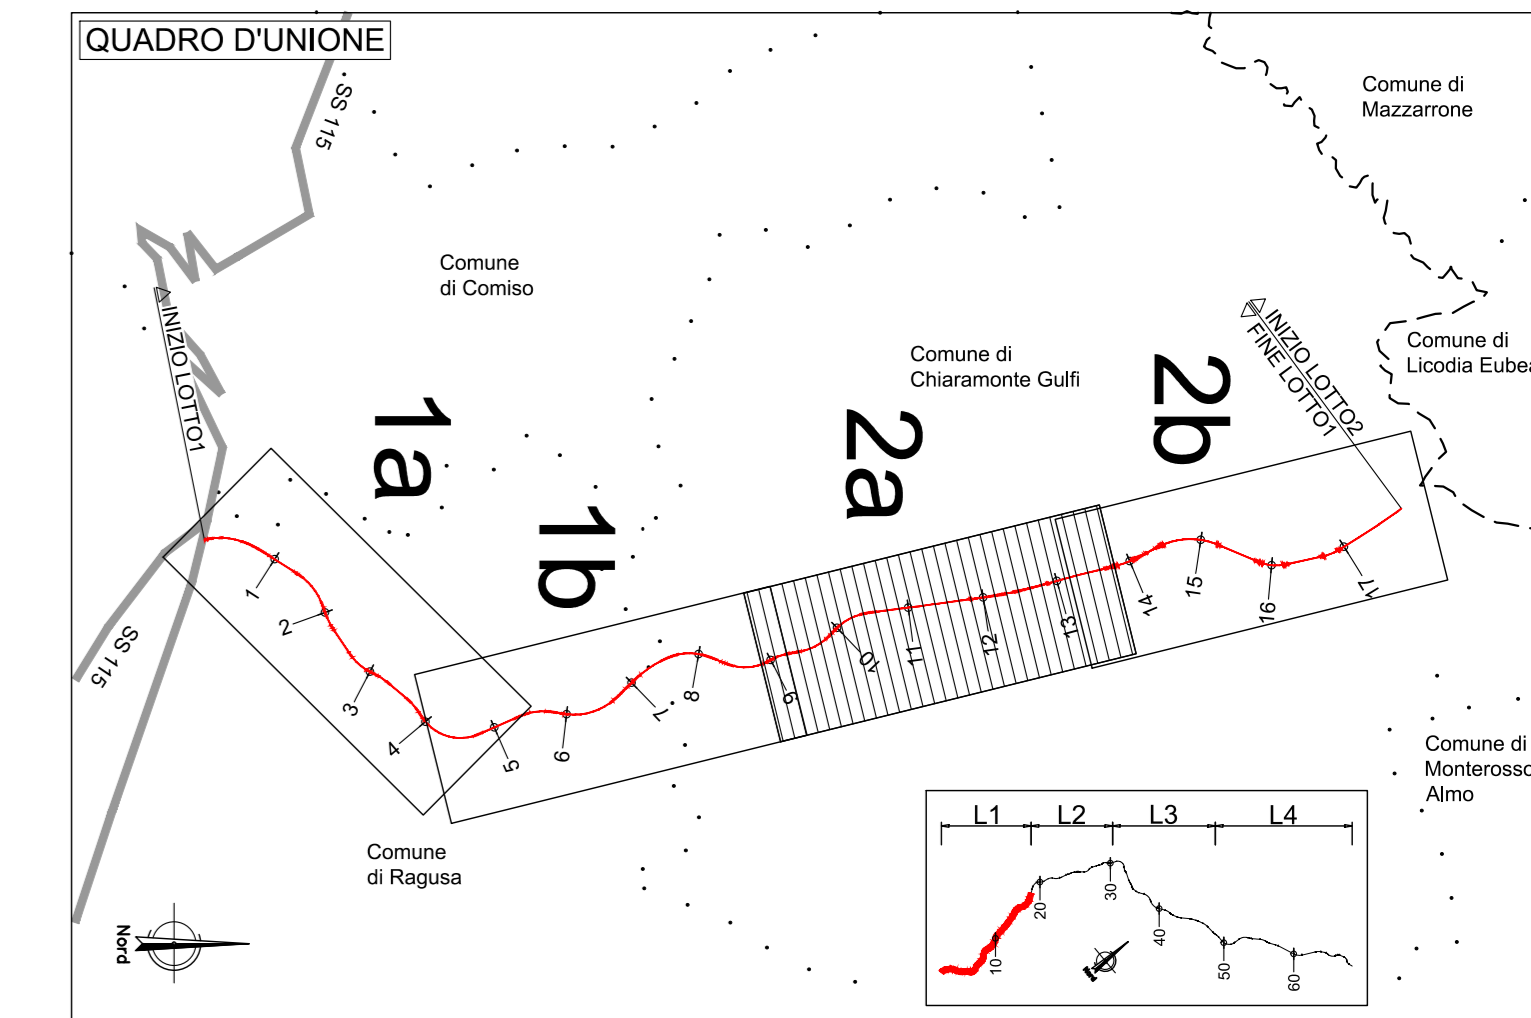 QUADRO D'UNIONE
SS 115
Comune di
Mazzarrone
Comune
di Comiso
INIZIO LOTTO1
INIZIO LOTTO2
FINE LOTTO1
Comune di
Licodia Eubea
Comune di
Chiaramonte Gulfi
1a
1b
2a
2b
1
2
3
4
5
6
7
8
9
10
11
12
13
14
15
16
17
SS 115
Comune di
Monterosso
Almo
Comune
di Ragusa
Nord
L1 L2 L3 L4
10
20
30
40
50
60
Nord